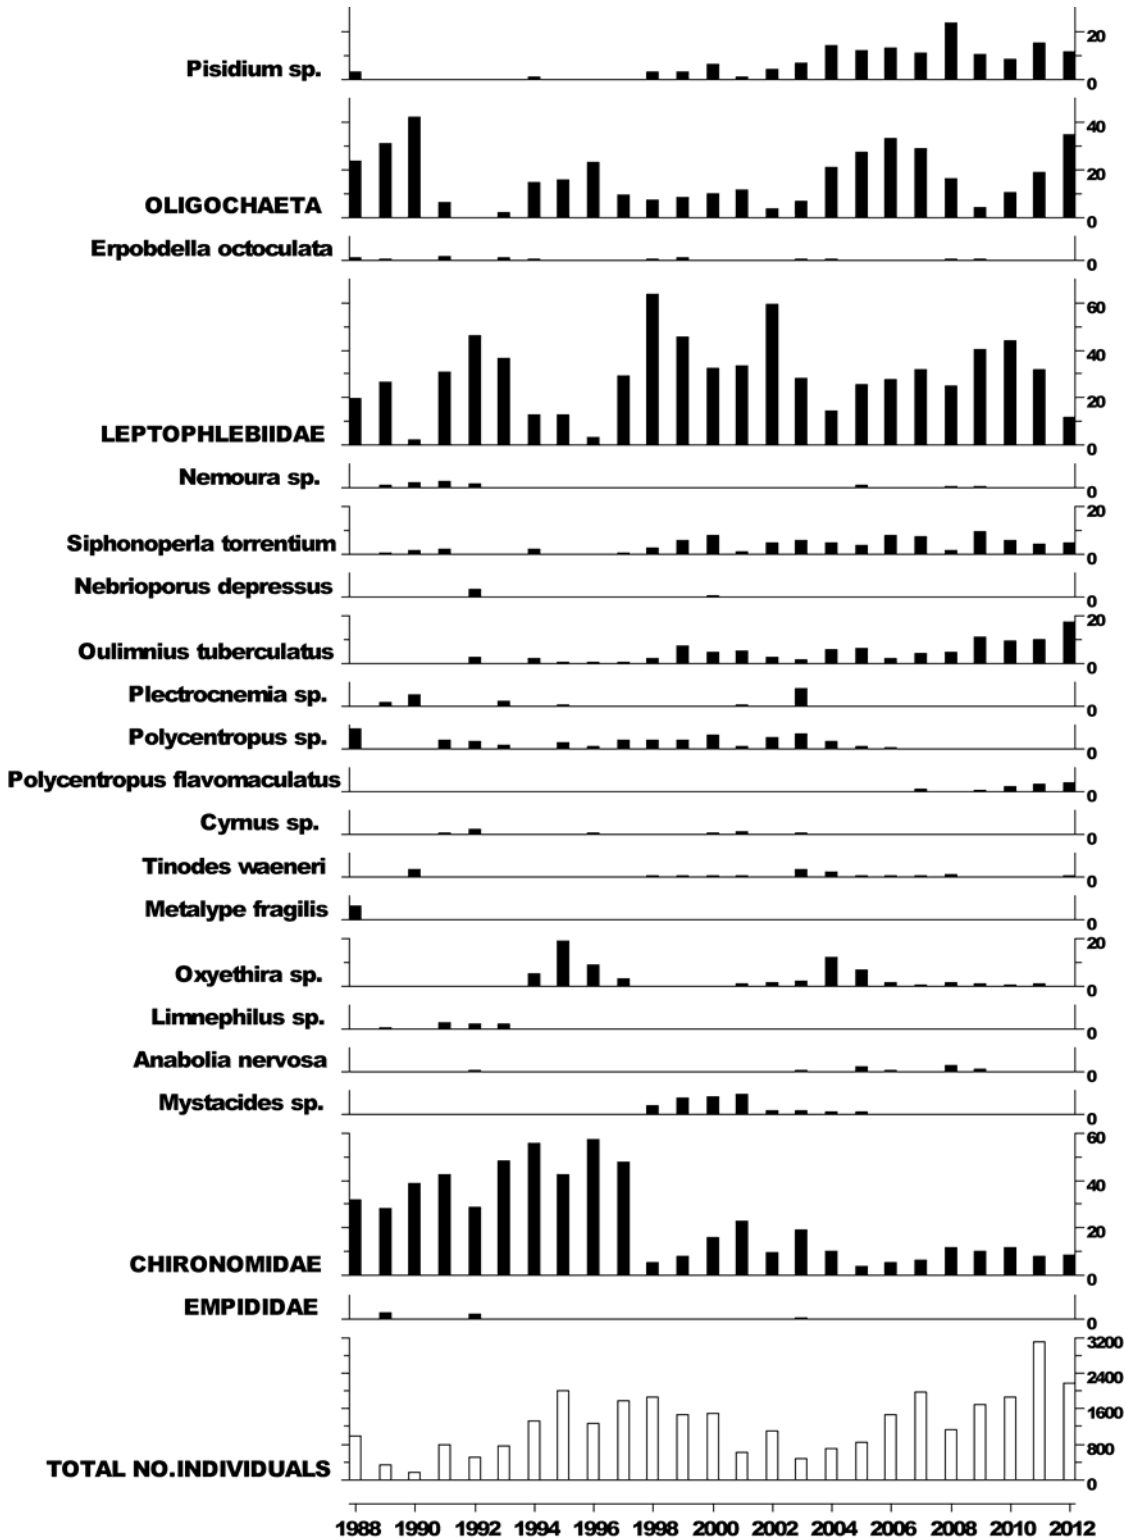 20
Pisidium sp.
0
40
20
OLIGOCHAETA
0
Erpobdella octoculata
0
60
40
20
LEPTOPHLEBIIDAE
0
Nemoura sp.
0
20
Siphonoperla torrentium
0
Nebrioporus depressus
0
20
Oulimnius tuberculatus
0
Plectrocnemia sp.
0
Polycentropus sp.
0
Polycentropus flavomaculatus
0
Cyrnus sp.
0
Tinodes waeneri
0
Metalype fragilis
0
20
Oxyethira sp.
0
Limnephilus sp.
0
Anabolia nervosa
0
Mystacides sp.
0
60
40
20
CHIRONOMIDAE
0
EMPIDIDAE
0
3200
2400
1600
800
TOTAL NO.INDIVIDUALS
0
1988 1990 1992 1994 1996 1998 2000 2002 2004 2006 2008 2010 2012